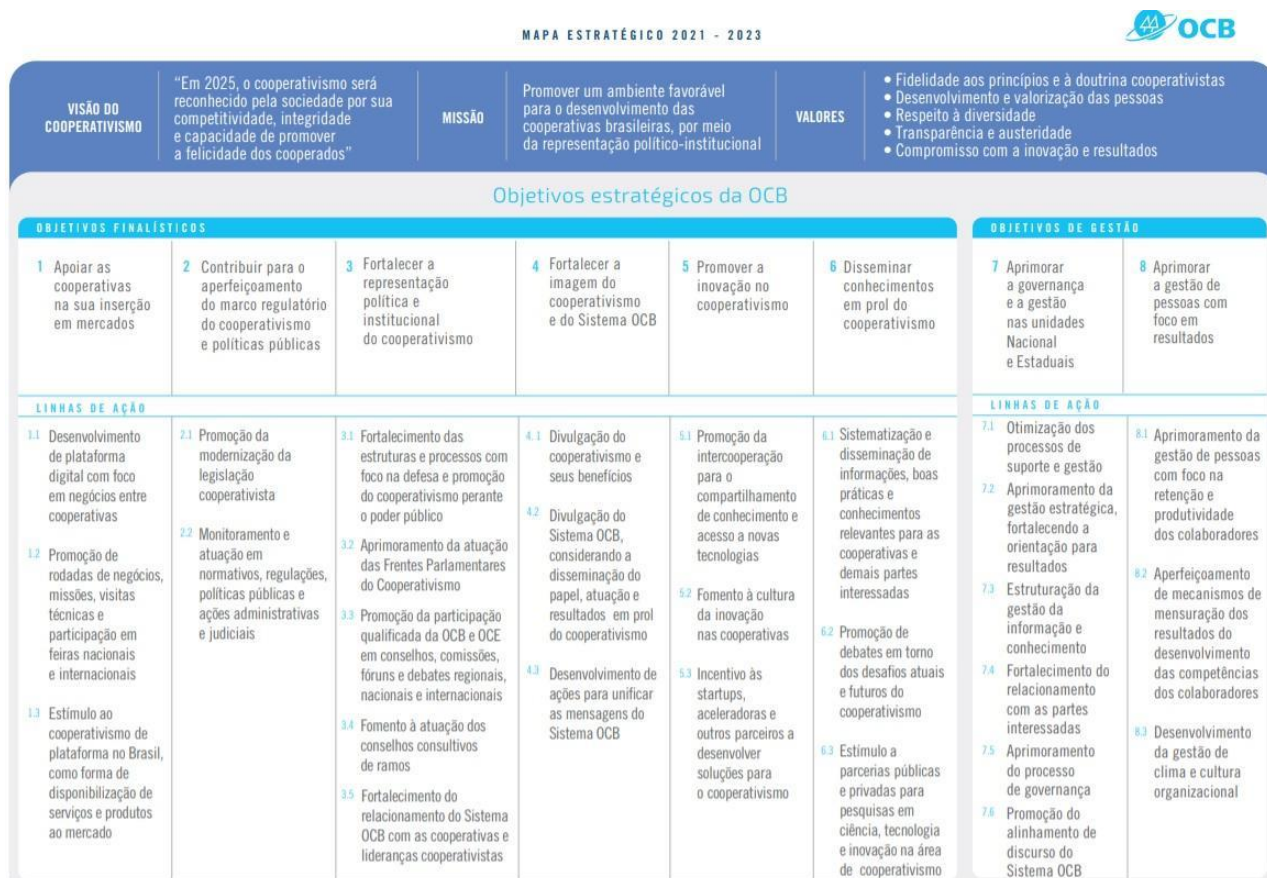 MAPA ESTRATÉGICO 2021 - 2023
OCB
VISÃO DO
COOPERATIVISMO
“Em 2025, o cooperativismo será
reconhecido pela sociedade por sua
competitividade, integridade
e capacidade de promover
a felicidade dos cooperados”
MISSÃO
Promover um ambiente favorável
para o desenvolvimento das
cooperativas brasileiras, por meio
da representação político-institucional
VALORES
• Fidelidade aos princípios e à doutrina cooperativistas
• Desenvolvimento e valorização das pessoas
• Respeito à diversidade
• Transparência e austeridade
• Compromisso com a inovação e resultados
Objetivos estratégicos da OCB
OBJETIVOS FINALÍSTICOS
1 Apoiar as
cooperativas
na sua inserção
em mercados
2 Contribuir para o
aperfeiçoamento
do marco regulatório
do cooperativismo
e políticas públicas
3 Fortalecer a
representação
política e
institucional
do cooperativismo
4 Fortalecer a
imagem do
cooperativismo
e do Sistema OCB
5 Promover a
inovação no
cooperativismo
6 Disseminar
conhecimentos
em prol do
cooperativismo
LINHAS DE AÇÃO
1.1 Desenvolvimento
de plataforma
digital com foco
em negócios entre
cooperativas
1.2 Promoção de
rodadas de negócios,
missões, visitas
técnicas e
participação em
feiras nacionais
e internacionais
1.3 Estímulo ao
cooperativismo de
plataforma no Brasil,
como forma de
disponibilização de
serviços e produtos
ao mercado
2.1 Promoção da
modernização da
legislação
cooperativista
2.2 Monitoramento e
atuação em
normativos, regulações,
políticas públicas e
ações administrativas
e judiciais
3.1 Fortalecimento das
estruturas e processos com
foco na defesa e promoção
do cooperativismo perante
o poder público
3.2 Aprimoramento da atuação
das Frentes Parlamentares
do Cooperativismo
3.3 Promoção da participação
qualificada da OCB e OCE
em conselhos, comissões,
fóruns e debates regionais,
nacionais e internacionais
3.4 Fomento à atuação dos
conselhos consultivos
de ramos
3.5 Fortalecimento do
relacionamento do Sistema
OCB com as cooperativas e
lideranças cooperativistas
4.1 Divulgação do
cooperativismo e
seus benefícios
4.2 Divulgação do
Sistema OCB,
considerando a
disseminação do
papel, atuação e
resultados em prol
do cooperativismo
4.3 Desenvolvimento de
ações para unificar
as mensagens do
Sistema OCB
5.1 Promoção da
intercooperação
para o
compartilhamento
de conhecimento e
acesso a novas
tecnologias
5.2 Fomento à cultura
da inovação
nas cooperativas
5.3 Incentivo às
startups,
aceleradoras e
outros parceiros a
desenvolver
soluções para
o cooperativismo
6.1 Sistematização e
disseminação de
informações, boas
práticas e
conhecimentos
relevantes para as
cooperativas e
demais partes
interessadas
6.2 Promoção de
debates em torno
dos desafios atuais
e futuros do
cooperativismo
6.3 Estímulo a
parcerias públicas
e privadas para
pesquisas em
ciência, tecnologia
e inovação na área
de cooperativismo
OBJETIVOS DE GESTÃO
7 Aprimorar
a governança
e a gestão
nas unidades
Nacional
e Estaduais
8 Aprimorar
a gestão de
pessoas com
foco em
resultados
LINHAS DE AÇÃO
7.1 Otimização dos
processos de
suporte e gestão
7.2 Aprimoramento da
gestão estratégica,
fortalecendo a
orientação para
resultados
7.3 Estruturação da
gestão da
informação e
conhecimento
7.4 Fortalecimento do
relacionamento
com as partes
interessadas
7.5 Aprimoramento
do processo
de governança
7.6 Promoção do
alinhamento de
discurso do
Sistema OCB
8.1 Aprimoramento da
gestão de pessoas
com foco na
retenção e
produtividade
dos colaboradores
8.2 Aperfeiçoamento
de mecanismos de
mensuração dos
resultados do
desenvolvimento
das competências
dos colaboradores
8.3 Desenvolvimento
da gestão de
clima e cultura
organizacional